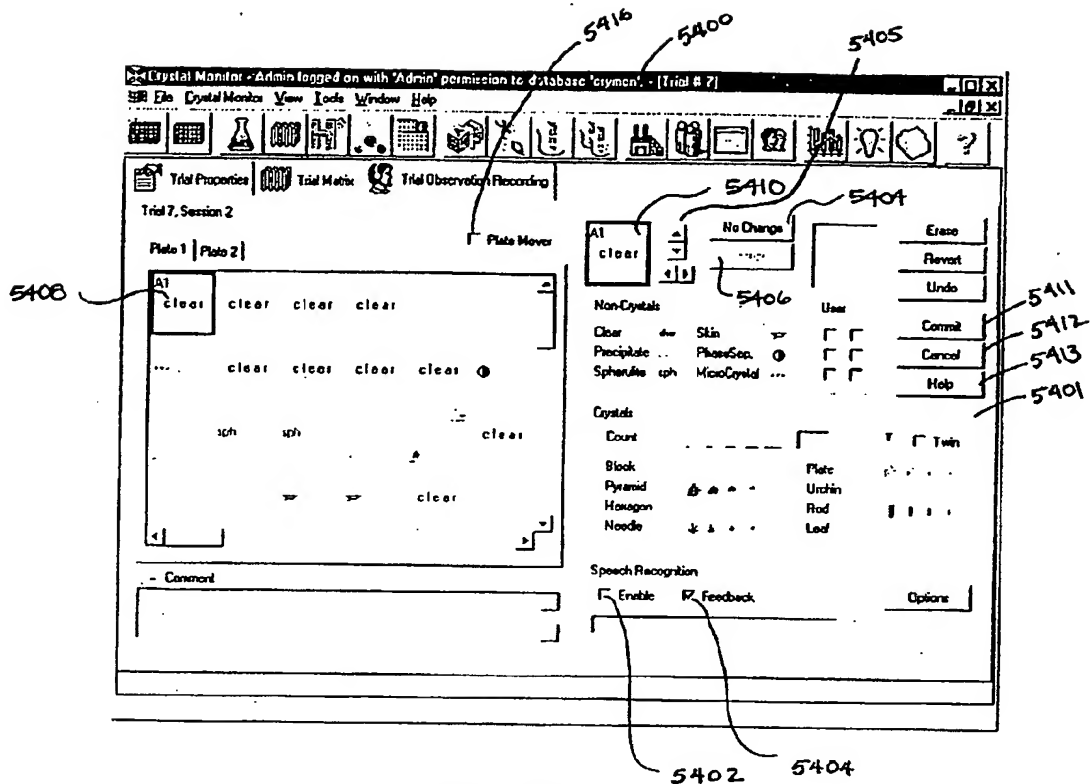 5416
5400
5405
Crystal Monitor - 'Admin' logged on with 'Admin' permission to database 'crymon'. - [Trial # 7]
File Crystal Monitor View Tools Window Help
Trial Properties Trial Matrix Trial Observation Recording
5410
5404
Trial 7, Session 2
Plate Mover
A1
clear
No Change
Erase
Plate 1 Plate 2
Revert
5408
A1
clear clear clear clear
5406
Undo
5411
Non-Crystals
User
Commit
5412
Clear Skin
Cancel
5413
clear clear clear clear
Precipitate PhaseSep.
Help
Spherulite sph MicroCrystal
5401
Crystals
sph sph clear
Count Twin
Block Plate
Pyramid Urchin
clear
Hexagon Rod
Needle Leaf
Speech Recognition
Comment
Enable Feedback
Options
5402
5404